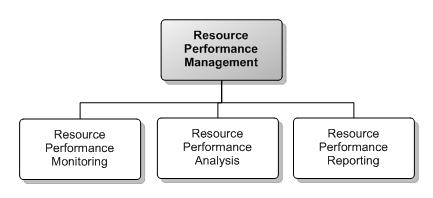 Resource
Performance
Management
Resource
Performance
Monitoring
Resource
Performance
Analysis
Resource
Performance
Reporting